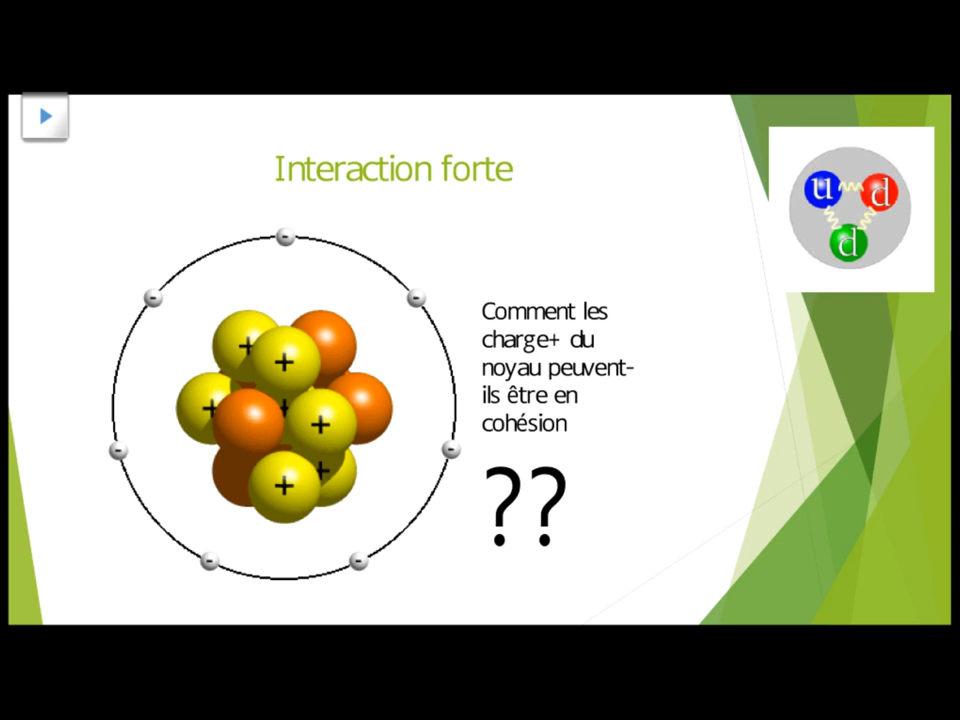 Interaction forte
u d
d
Comment les
charge+ du
noyau peuvent-
ils être en
cohésion
??
-
- -
+ +
+ + +
+
+
- -
- -